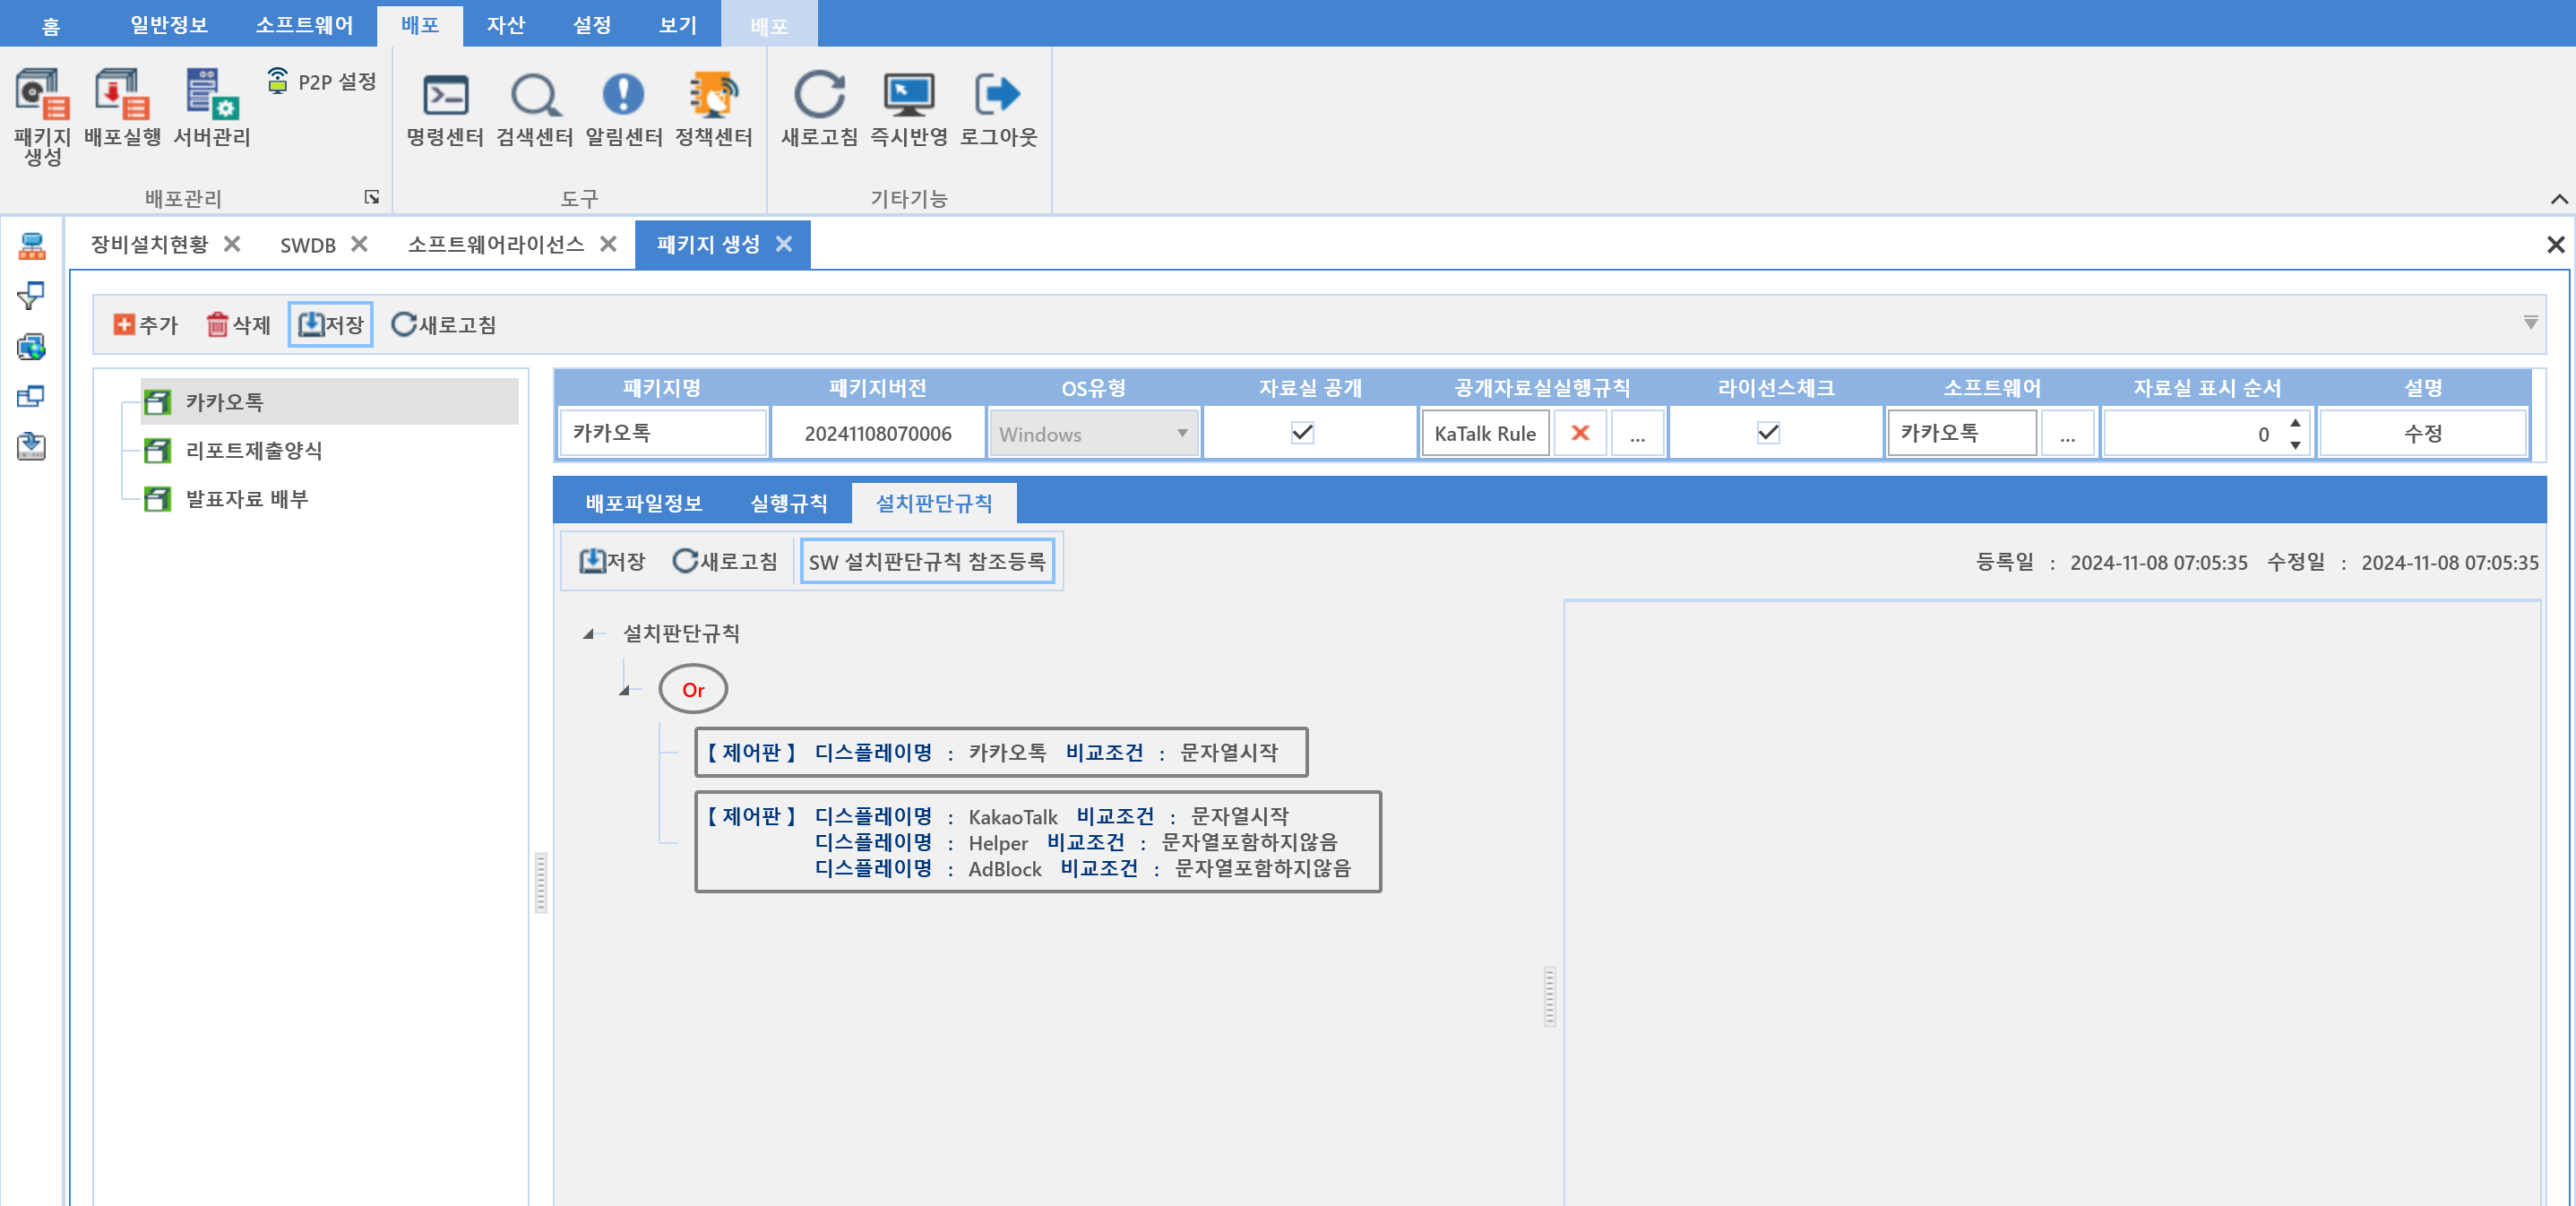 홈 일반정보 소프트웨어 배포 자산 설정 보기 배포
패키지 생성 배포실행 서버관리 P2P 설정 명령센터 검색센터 알림센터 정책센터 새로고침 즉시반영 로그아웃
배포관리 도구 기타기능
장비설치현황 SWDB 소프트웨어라이선스 패키지 생성
추가 삭제 저장 새로고침
카카오톡
리포트제출양식
발표자료 배부
패키지명 패키지버전 OS유형 자료실 공개 공개자료실실행규칙 라이선스체크 소프트웨어 자료실 표시 순서 설명
카카오톡 20241108070006 Windows KaTalk Rule ... 카카오톡 ... 0 수정
배포파일정보 실행규칙 설치판단규칙
저장 새로고침 SW 설치판단규칙 참조등록 등록일 : 2024-11-08 07:05:35 수정일 : 2024-11-08 07:05:35
설치판단규칙
Or
【 제어판 】 디스플레이명 : 카카오톡 비교조건 : 문자열시작
【 제어판 】 디스플레이명 : KakaoTalk 비교조건 : 문자열시작
디스플레이명 : Helper 비교조건 : 문자열포함하지않음
디스플레이명 : AdBlock 비교조건 : 문자열포함하지않음